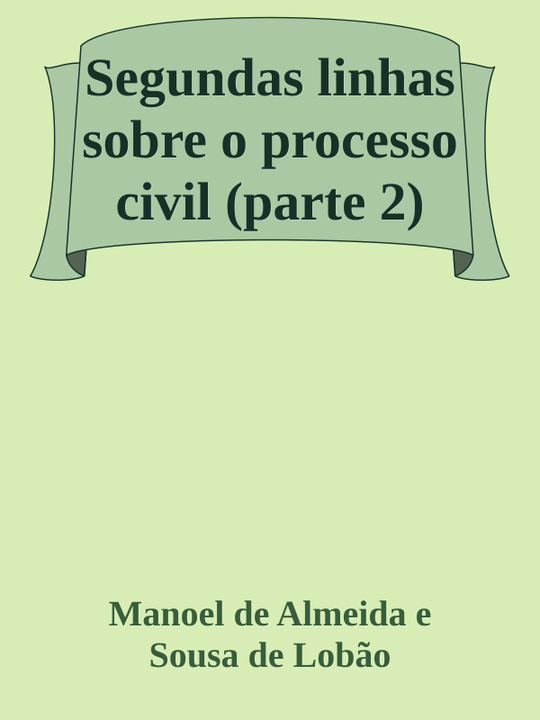 Segundas linhas
sobre o processo
civil (parte 2)
Manoel de Almeida e
Sousa de Lobão